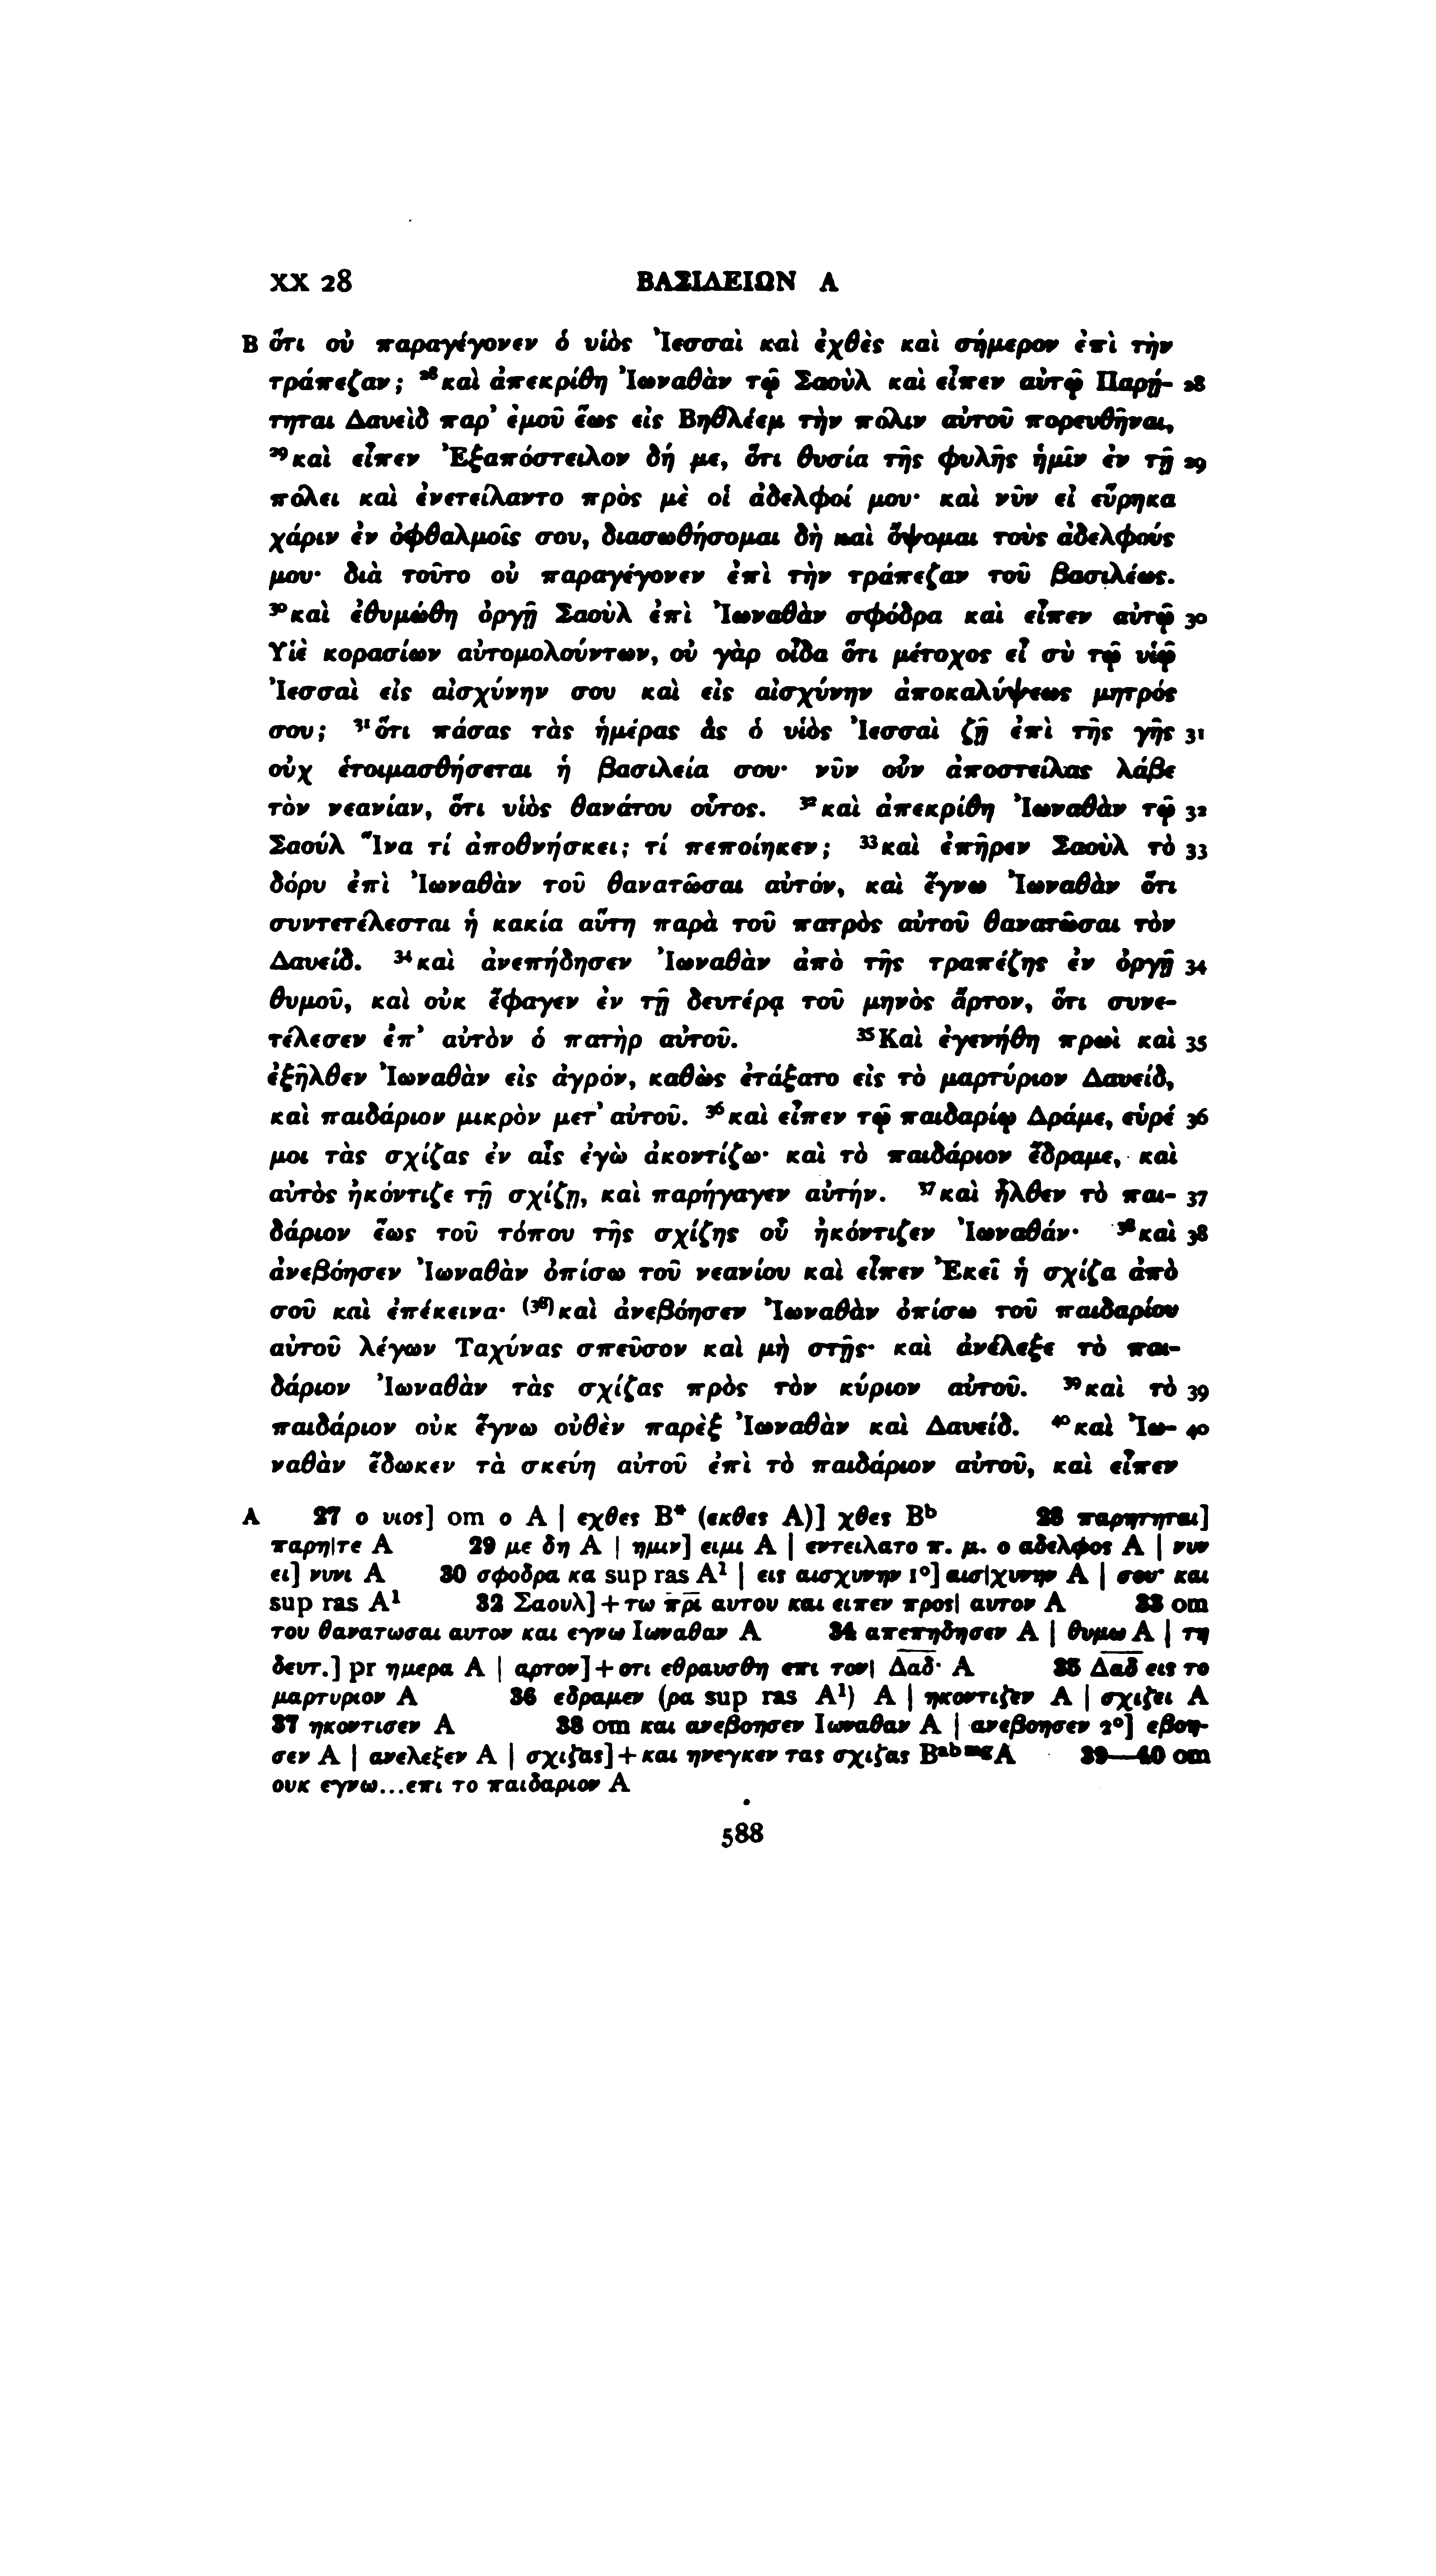 XX 28 ΒΑΣΙΛΕΙΩΝ Α
B ὅτι οὐ παραγέγονεν ὁ υἱὸς Ἰεσσαὶ καὶ ἐχθὲς καὶ σήμερον ἐπὶ τὴν
τράπεζαν; ²⁸καὶ ἀπεκρίθη Ἰωναθὰν τῷ Σαοὺλ καὶ εἶπεν αὐτῷ Παρῄ- 28
τηται Δαυεὶδ παρ' ἐμοῦ ἕως εἰς Βηθλέεμ τὴν πόλιν αὐτοῦ πορευθῆναι,
²⁹καὶ εἶπεν Ἐξαπόστειλον δή με, ὅτι θυσία τῆς φυλῆς ἡμῖν ἐν τῇ 29
πόλει καὶ ἐνετείλαντο πρὸς μὲ οἱ ἀδελφοί μου· καὶ νῦν εἰ εὕρηκα
χάριν ἐν ὀφθαλμοῖς σου, διασωθήσομαι δὴ καὶ ὄψομαι τοὺς ἀδελφούς
μου· διὰ τοῦτο οὐ παραγέγονεν ἐπὶ τὴν τράπεζαν τοῦ βασιλέως.
³⁰καὶ ἐθυμώθη ὀργῇ Σαοὺλ ἐπὶ Ἰωναθὰν σφόδρα καὶ εἶπεν αὐτῷ 30
Υἱὲ κορασίων αὐτομολούντων, οὐ γὰρ οἶδα ὅτι μέτοχος εἶ σὺ τῷ υἱῷ
Ἰεσσαὶ εἰς αἰσχύνην σου καὶ εἰς αἰσχύνην ἀποκαλύψεως μητρός
σου; ³¹ὅτι πάσας τὰς ἡμέρας ἃς ὁ υἱὸς Ἰεσσαὶ ζῇ ἐπὶ τῆς γῆς 31
οὐχ ἑτοιμασθήσεται ἡ βασιλεία σου· νῦν οὖν ἀποστείλας λάβε
τὸν νεανίαν, ὅτι υἱὸς θανάτου οὗτος. ³²καὶ ἀπεκρίθη Ἰωναθὰν τῷ 32
Σαούλ Ἵνα τί ἀποθνήσκει; τί πεποίηκεν; ³³καὶ ἐπῆρεν Σαοὺλ τὸ 33
δόρυ ἐπὶ Ἰωναθὰν τοῦ θανατῶσαι αὐτόν, καὶ ἔγνω Ἰωναθὰν ὅτι
συντετέλεσται ἡ κακία αὕτη παρὰ τοῦ πατρὸς αὐτοῦ θανατῶσαι τὸν
Δαυείδ. ³⁴καὶ ἀνεπήδησεν Ἰωναθὰν ἀπὸ τῆς τραπέζης ἐν ὀργῇ 34
θυμοῦ, καὶ οὐκ ἔφαγεν ἐν τῇ δευτέρᾳ τοῦ μηνὸς ἄρτον, ὅτι συνε-
τέλεσεν ἐπ' αὐτὸν ὁ πατὴρ αὐτοῦ. ³⁵Καὶ ἐγενήθη πρωὶ καὶ 35
ἐξῆλθεν Ἰωναθὰν εἰς ἀγρόν, καθὼς ἐτάξατο εἰς τὸ μαρτύριον Δαυείδ,
καὶ παιδάριον μικρὸν μετ' αὐτοῦ. ³⁶καὶ εἶπεν τῷ παιδαρίῳ Δράμε, εὑρέ 36
μοι τὰς σχίζας ἐν αἷς ἐγὼ ἀκοντίζω· καὶ τὸ παιδάριον ἔδραμε, καὶ
αὐτὸς ἠκόντιζε τῇ σχίζῃ, καὶ παρήγαγεν αὐτήν. ³⁷καὶ ἦλθεν τὸ παι- 37
δάριον ἕως τοῦ τόπου τῆς σχίζης οὗ ἠκόντιζεν Ἰωναθάν· ³⁸καὶ 38
ἀνεβόησεν Ἰωναθὰν ὀπίσω τοῦ νεανίου καὶ εἶπεν Ἐκεῖ ἡ σχίζα ἀπὸ
σοῦ καὶ ἐπέκεινα· ⁽³⁸⁾καὶ ἀνεβόησεν Ἰωναθὰν ὀπίσω τοῦ παιδαρίου
αὐτοῦ λέγων Ταχύνας σπεῦσον καὶ μὴ στῇς· καὶ ἀνέλεξε τὸ παι-
δάριον Ἰωναθὰν τὰς σχίζας πρὸς τὸν κύριον αὐτοῦ. ³⁹καὶ τὸ 39
παιδάριον οὐκ ἔγνω οὐθὲν παρὲξ Ἰωναθὰν καὶ Δαυείδ. ⁴⁰καὶ Ἰω- 40
ναθὰν ἔδωκεν τὰ σκεύη αὐτοῦ ἐπὶ τὸ παιδάριον αὐτοῦ, καὶ εἶπεν
A 27 ο υιος] om ο A | εχθες B* (εκθες A)] χθες Bᵇ 28 παρητηται]
παρη|τε A 29 με δη A | ημιν] ειμι A | εντειλατο π. μ. ο αδελφος A | νυν
ει] νυνι A 30 σφοδρα κα sup ras A¹ | εις αισχυνην 1°] αισ|χυνην A | σου· και
sup ras A¹ 32 Σαουλ]+τω π̅ρ̅ι̅ αυτου και ειπεν προς| αυτον A 33 om
του θανατωσαι αυτον και εγνω Ιωναθαν A 34 απεπηδησεν A | θυμω A | τη
δευτ.] pr ημερα A | αρτον]+οτι εθραυσθη επι τον| Δ̅α̅δ̅· A 35 Δ̅α̅δ̅ εις το
μαρτυριον A 36 εδραμεν (ρα sup ras A¹) A | ηκοντιζεν A | σχιζει A
37 ηκοντισεν A 38 om και ανεβοησεν Ιωναθαν A | ανεβοησεν 2°] εβοη-
σεν A | ανελεξεν A | σχιζας]+και ηνεγκεν τας σχιζας Bᵃᵇᵐᵍ A 39—40 om
ουκ εγνω...επι το παιδαριον A
588